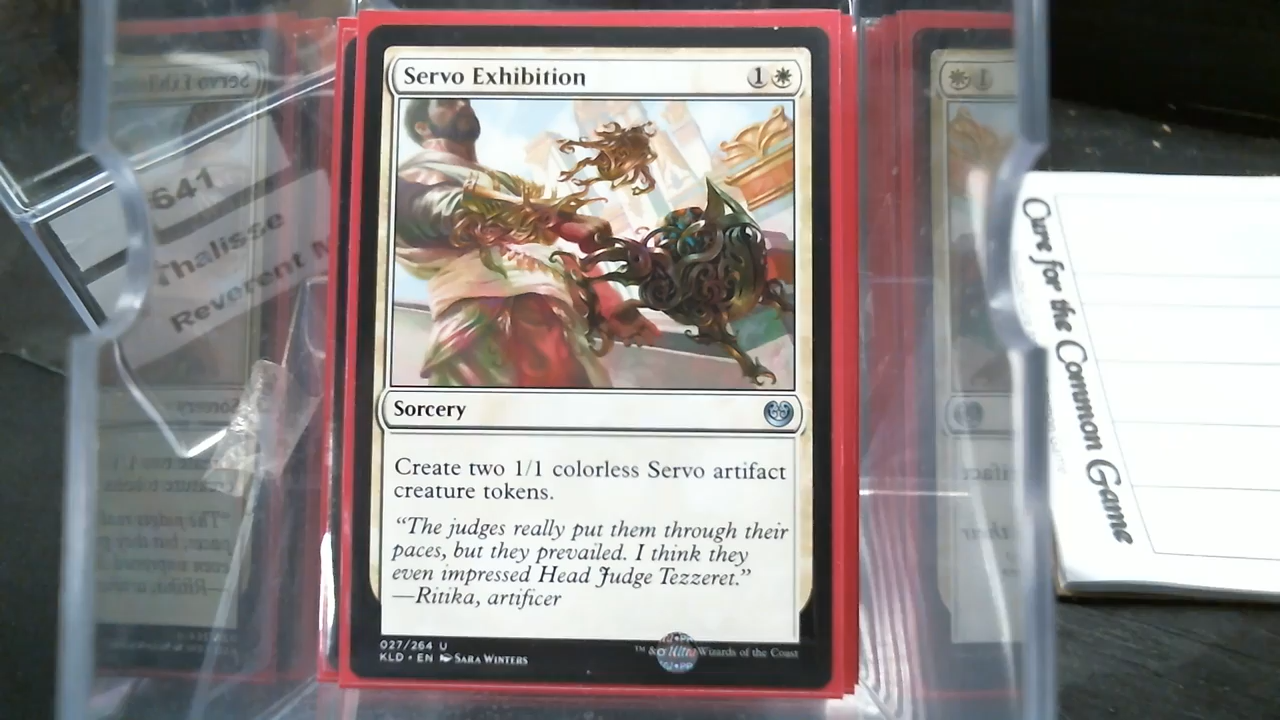 Servo Exhibition
1
Sorcery
Create two 1/1 colorless Servo artifact
creature tokens.
“The judges really put them through their
paces, but they prevailed. I think they
even impressed Head Judge Tezzeret.”
—Ritika, artificer
027/264 U
KLD • EN Sara Winters
Wizards of the Coast
641
Thalisse
Reverent M
Cure for the Common Game